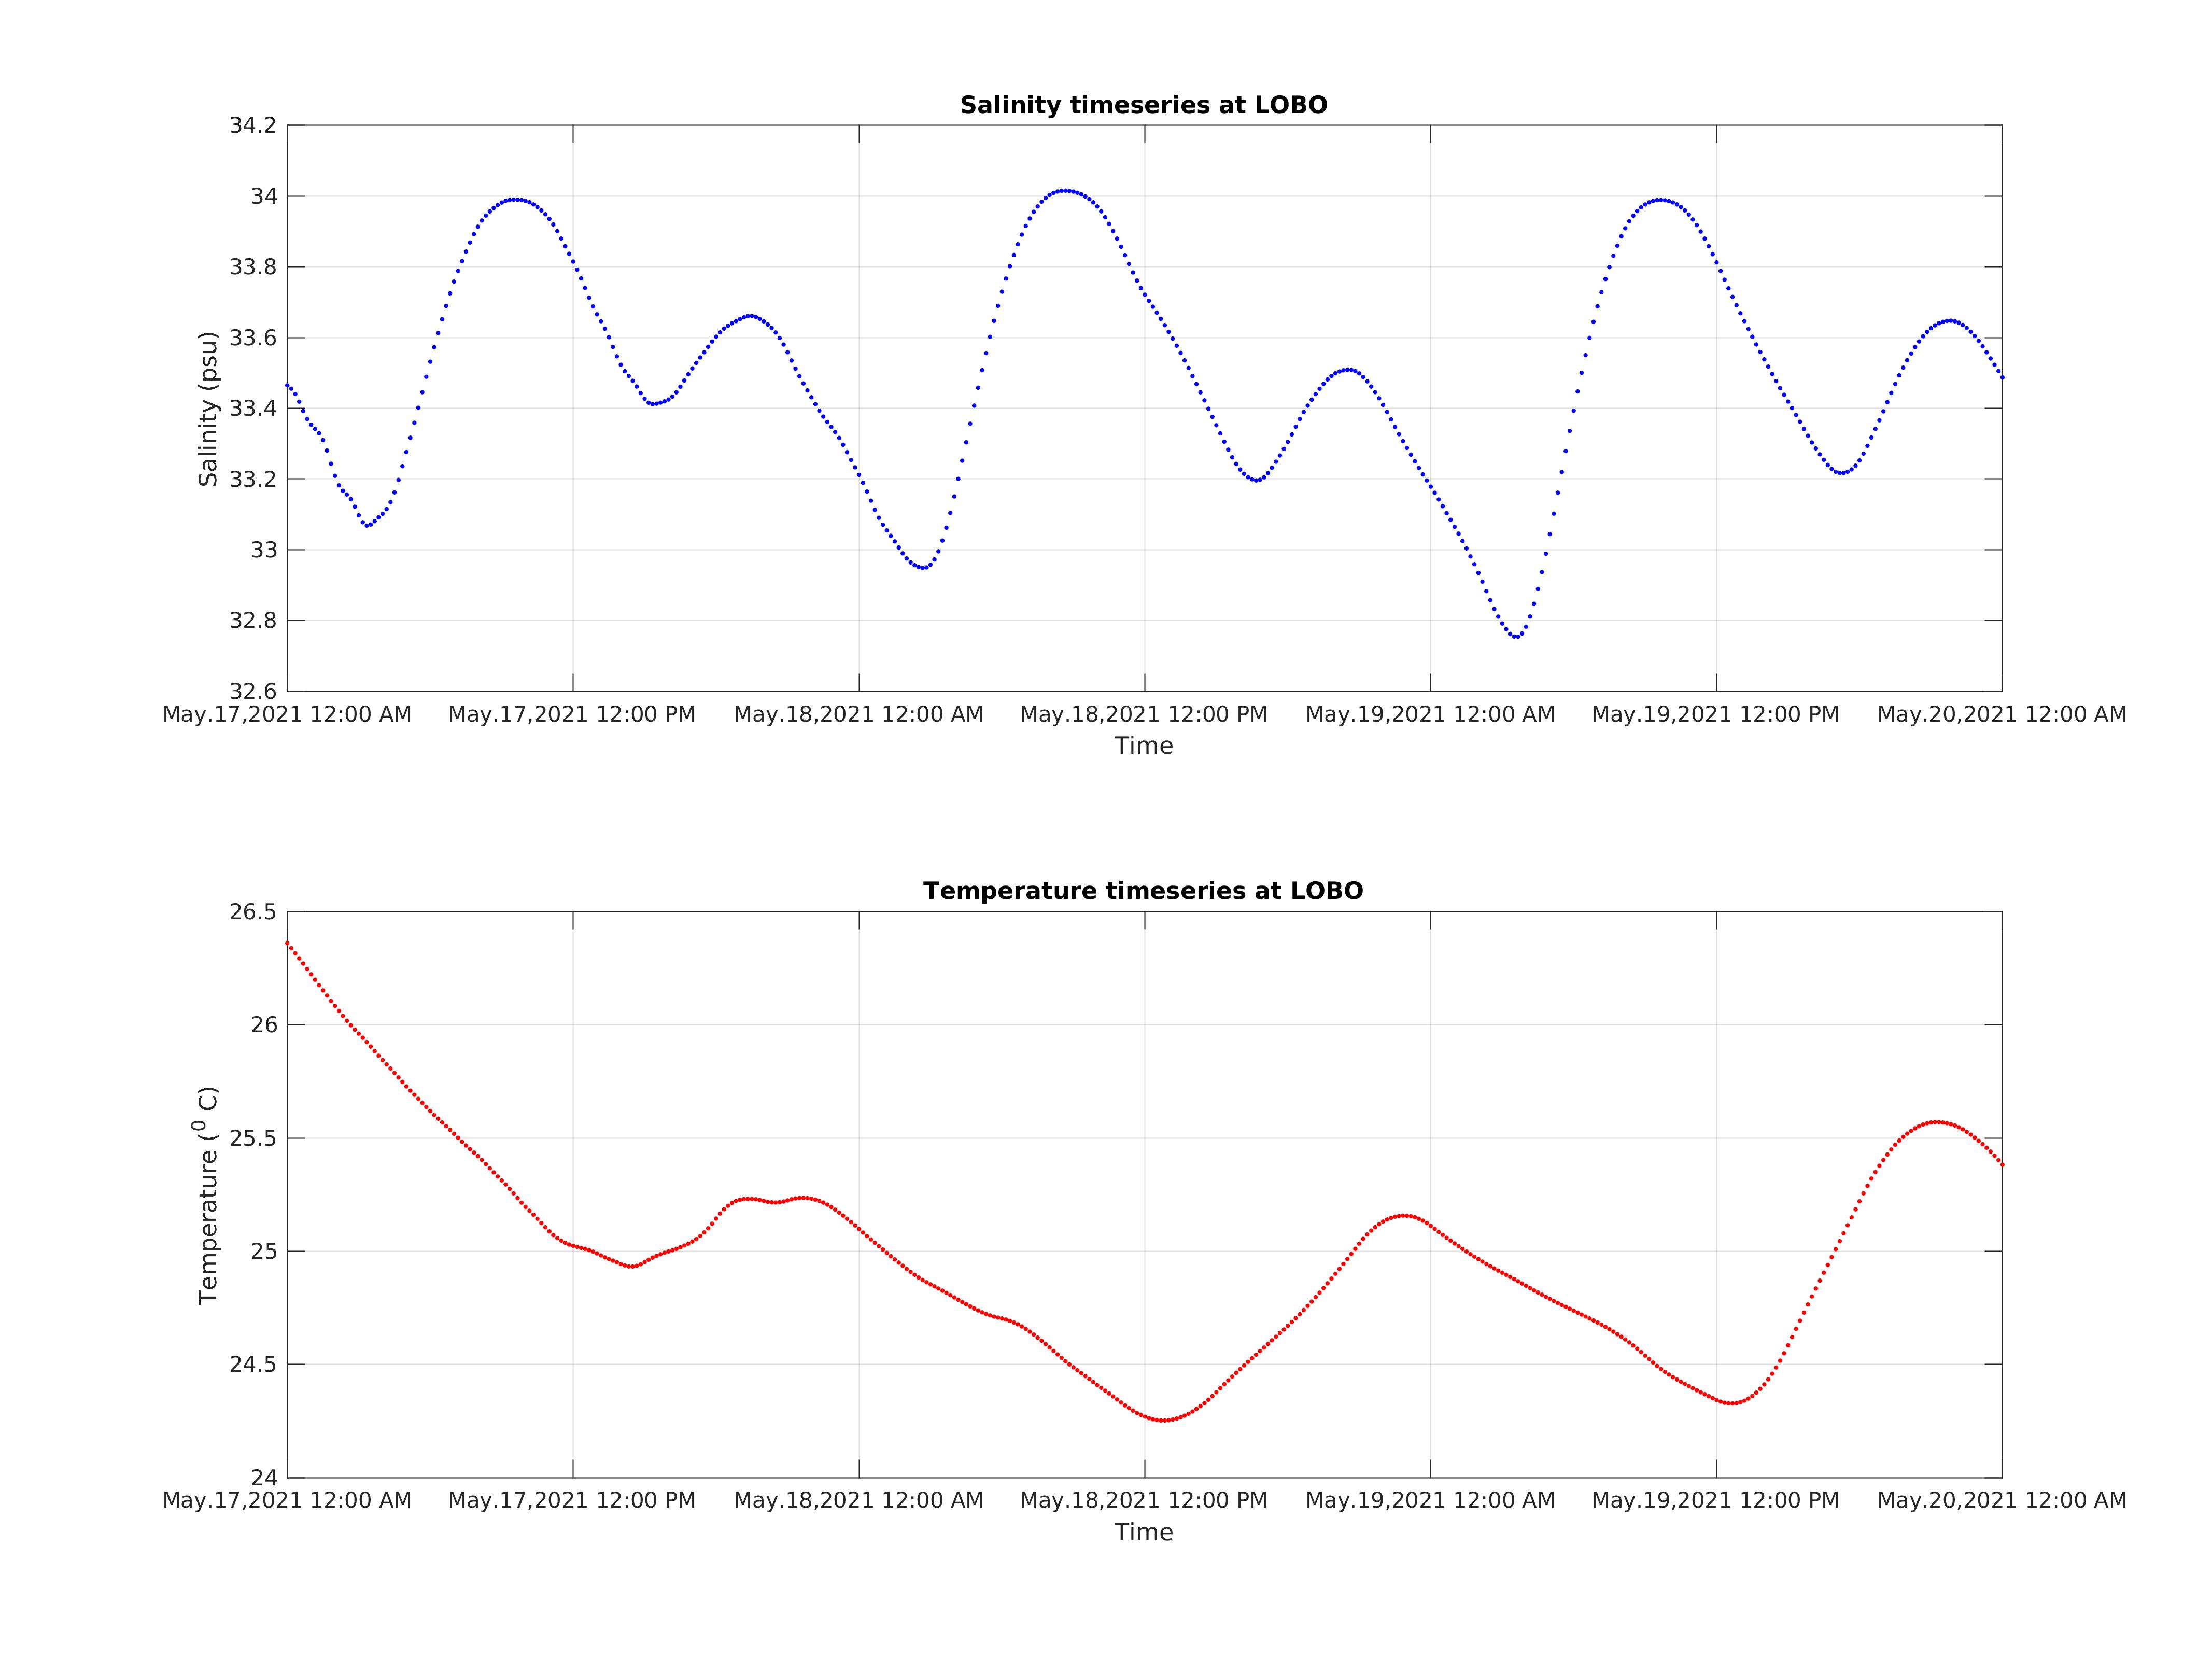 Salinity timeseries at LOBO
34.2
34
33.8
33.6
33.4
33.2
33
32.8
32.6
Salinity (psu)
May.17,2021 12:00 AM May.17,2021 12:00 PM May.18,2021 12:00 AM May.18,2021 12:00 PM May.19,2021 12:00 AM May.19,2021 12:00 PM May.20,2021 12:00 AM
Time
Temperature timeseries at LOBO
26.5
26
25.5
25
24.5
24
Temperature (⁰ C)
May.17,2021 12:00 AM May.17,2021 12:00 PM May.18,2021 12:00 AM May.18,2021 12:00 PM May.19,2021 12:00 AM May.19,2021 12:00 PM May.20,2021 12:00 AM
Time